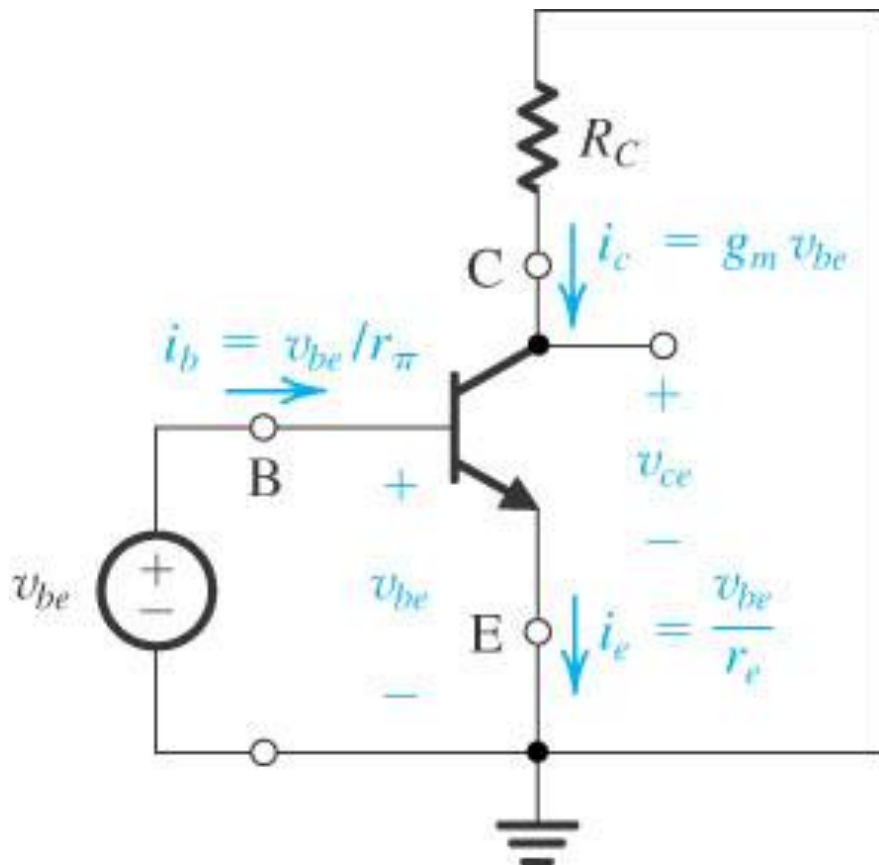 R_C
C
i_c = g_m v_be
i_b = v_be / r_π
B
+
v_be
−
+
v_ce
−
v_be
+
−
E
i_e = v_be / r_e